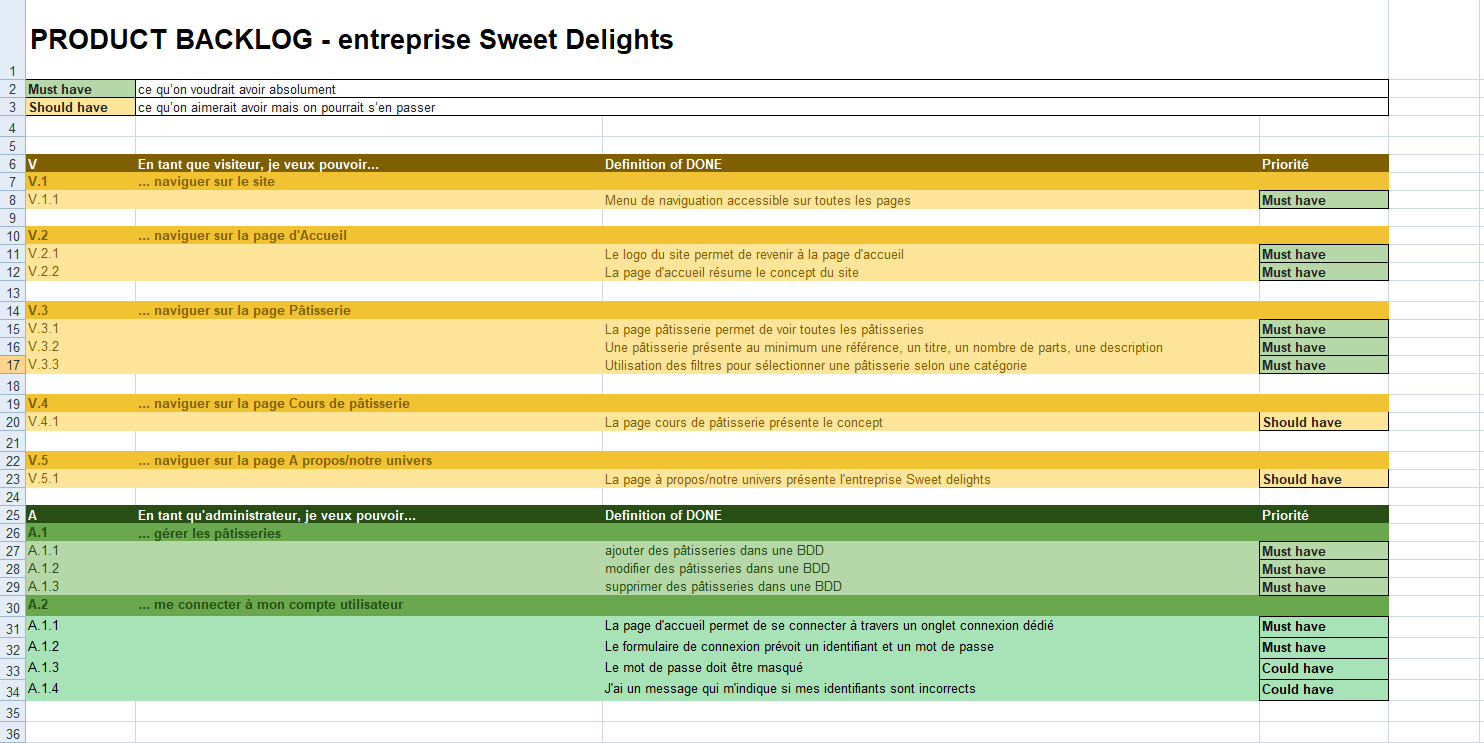 PRODUCT BACKLOG - entreprise Sweet Delights
1
2 Must have ce qu'on voudrait avoir absolument
3 Should have ce qu'on aimerait avoir mais on pourrait s'en passer
4
5
6 V En tant que visiteur, je veux pouvoir... Definition of DONE Priorité
7 V.1 ... naviguer sur le site
8 V.1.1 Menu de naviguation accessible sur toutes les pages Must have
9
10 V.2 ... naviguer sur la page d'Accueil
11 V.2.1 Le logo du site permet de revenir à la page d'accueil Must have
12 V.2.2 La page d'accueil résume le concept du site Must have
13
14 V.3 ... naviguer sur la page Pâtisserie
15 V.3.1 La page pâtisserie permet de voir toutes les pâtisseries Must have
16 V.3.2 Une pâtisserie présente au minimum une référence, un titre, un nombre de parts, une description Must have
17 V.3.3 Utilisation des filtres pour sélectionner une pâtisserie selon une catégorie Must have
18
19 V.4 ... naviguer sur la page Cours de pâtisserie
20 V.4.1 La page cours de pâtisserie présente le concept Should have
21
22 V.5 ... naviguer sur la page A propos/notre univers
23 V.5.1 La page à propos/notre univers présente l'entreprise Sweet delights Should have
24
25 A En tant qu'administrateur, je veux pouvoir... Definition of DONE Priorité
26 A.1 ... gérer les pâtisseries
27 A.1.1 ajouter des pâtisseries dans une BDD Must have
28 A.1.2 modifier des pâtisseries dans une BDD Must have
29 A.1.3 supprimer des pâtisseries dans une BDD Must have
30 A.2 ... me connecter à mon compte utilisateur
31 A.1.1 La page d'accueil permet de se connecter à travers un onglet connexion dédié Must have
32 A.1.2 Le formulaire de connexion prévoit un identifiant et un mot de passe Must have
33 A.1.3 Le mot de passe doit être masqué Could have
34 A.1.4 J'ai un message qui m'indique si mes identifiants sont incorrects Could have
35
36